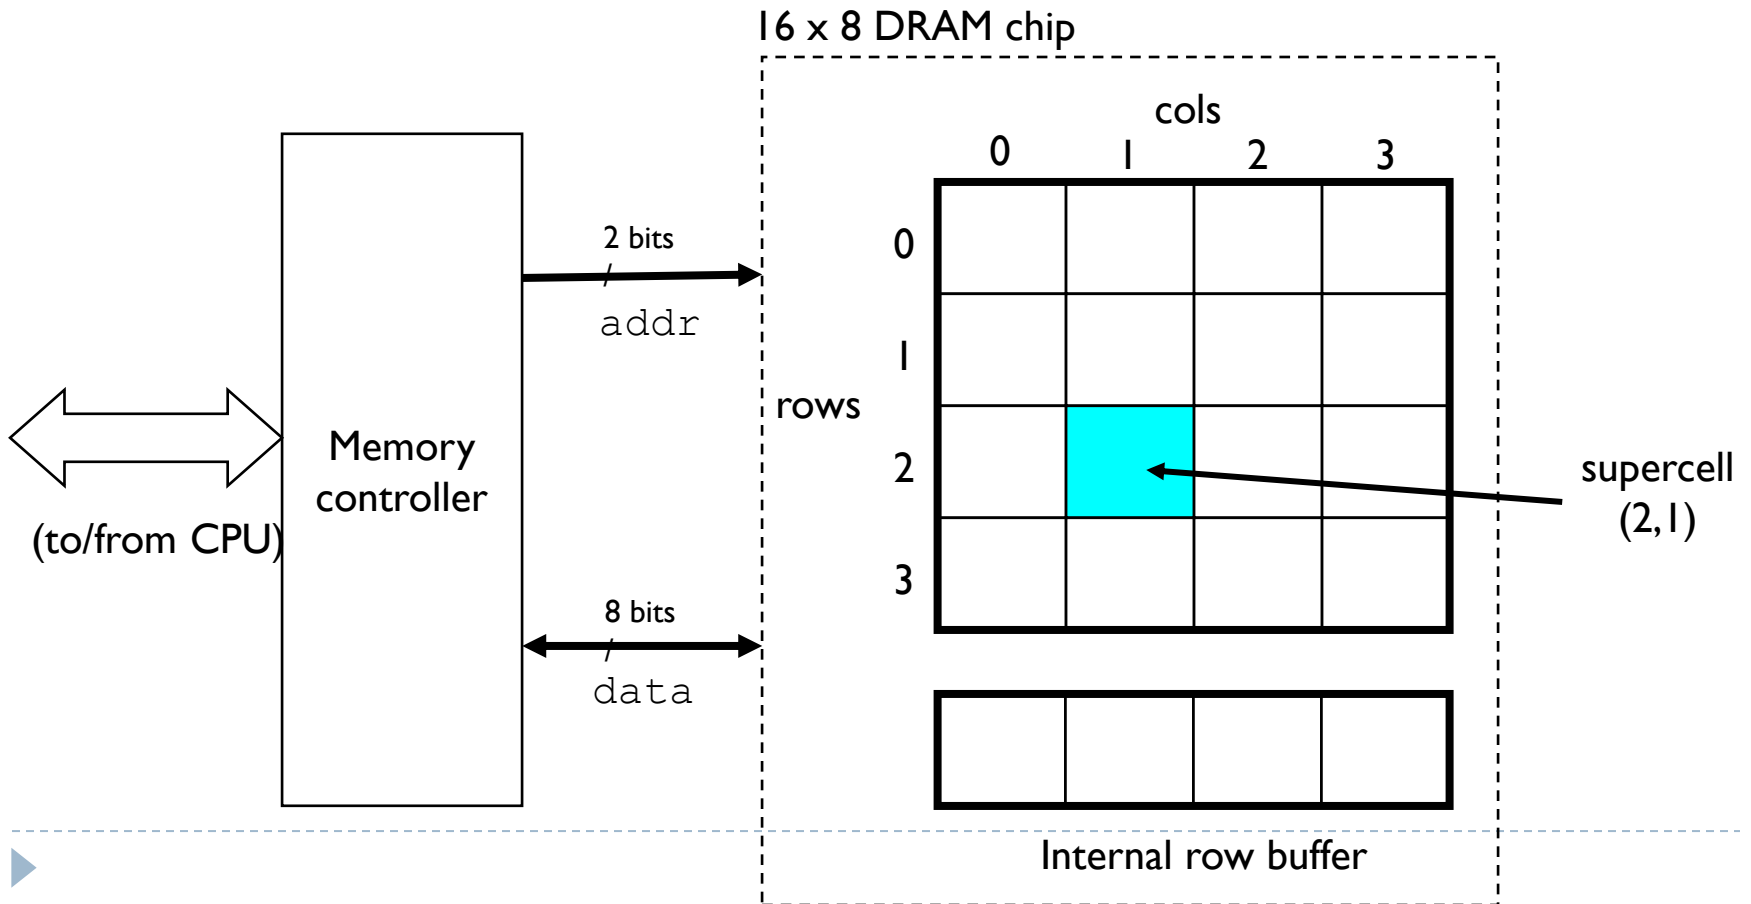 16 x 8 DRAM chip
cols
0 1 2 3
2 bits
addr
0
1
rows
2
3
Memory
controller
(to/from CPU)
8 bits
data
supercell
(2,1)
Internal row buffer